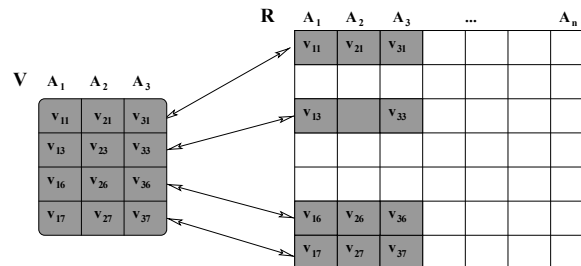 R A₁ A₂ A₃ ... Aₙ
v₁₁ v₂₁ v₃₁
V A₁ A₂ A₃
v₁₁ v₂₁ v₃₁
v₁₃ v₃₃
v₁₃ v₂₃ v₃₃
v₁₆ v₂₆ v₃₆
v₁₆ v₂₆ v₃₆
v₁₇ v₂₇ v₃₇
v₁₇ v₂₇ v₃₇